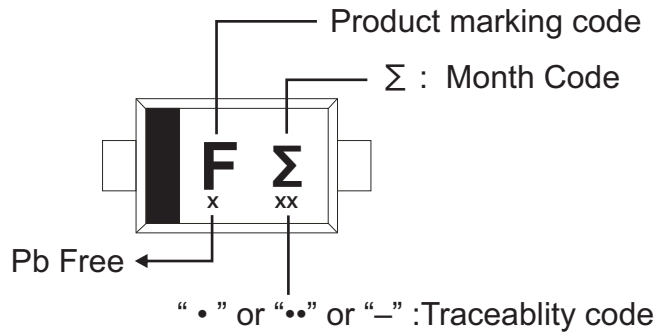 Product marking code
Σ : Month Code
F Σ
x xx
Pb Free
“ • ” or “••” or “–” :Traceablity code